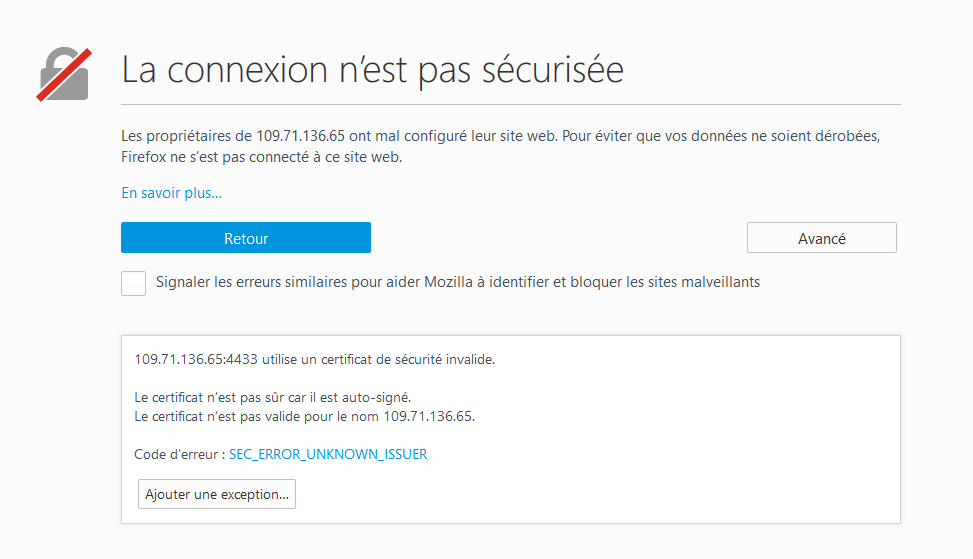 La connexion n’est pas sécurisée
Les propriétaires de 109.71.136.65 ont mal configuré leur site web. Pour éviter que vos données ne soient dérobées,
Firefox ne s’est pas connecté à ce site web.
En savoir plus…
Retour
Avancé
Signaler les erreurs similaires pour aider Mozilla à identifier et bloquer les sites malveillants
109.71.136.65:4433 utilise un certificat de sécurité invalide.
Le certificat n’est pas sûr car il est auto-signé.
Le certificat n’est pas valide pour le nom 109.71.136.65.
Code d’erreur : SEC_ERROR_UNKNOWN_ISSUER
Ajouter une exception…